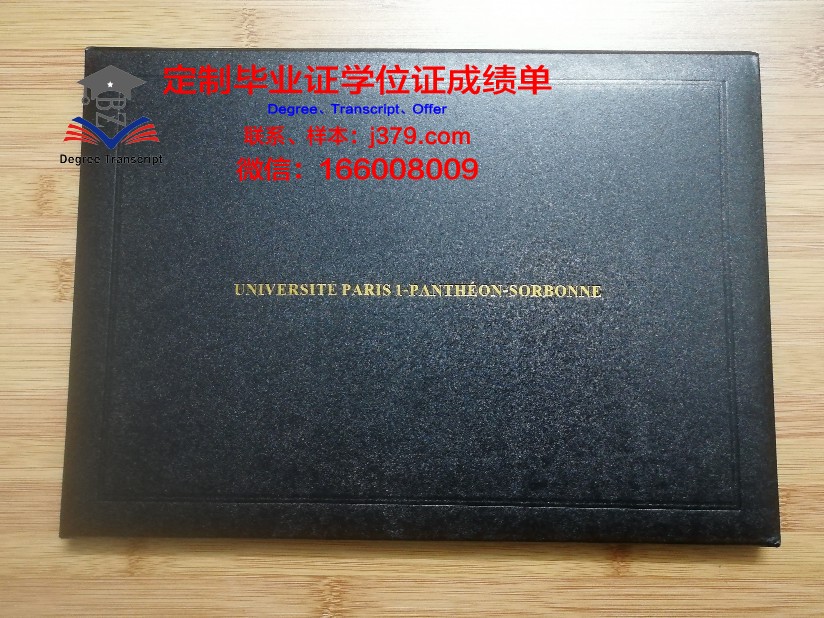 定制毕业证学位证成绩单
Degree、Transcript、Offer
联系、样本：j379.com
微信：166008009
BZ
Degree Transcript
UNIVERSITE PARIS 1-PANTHÉON-SORBONNE